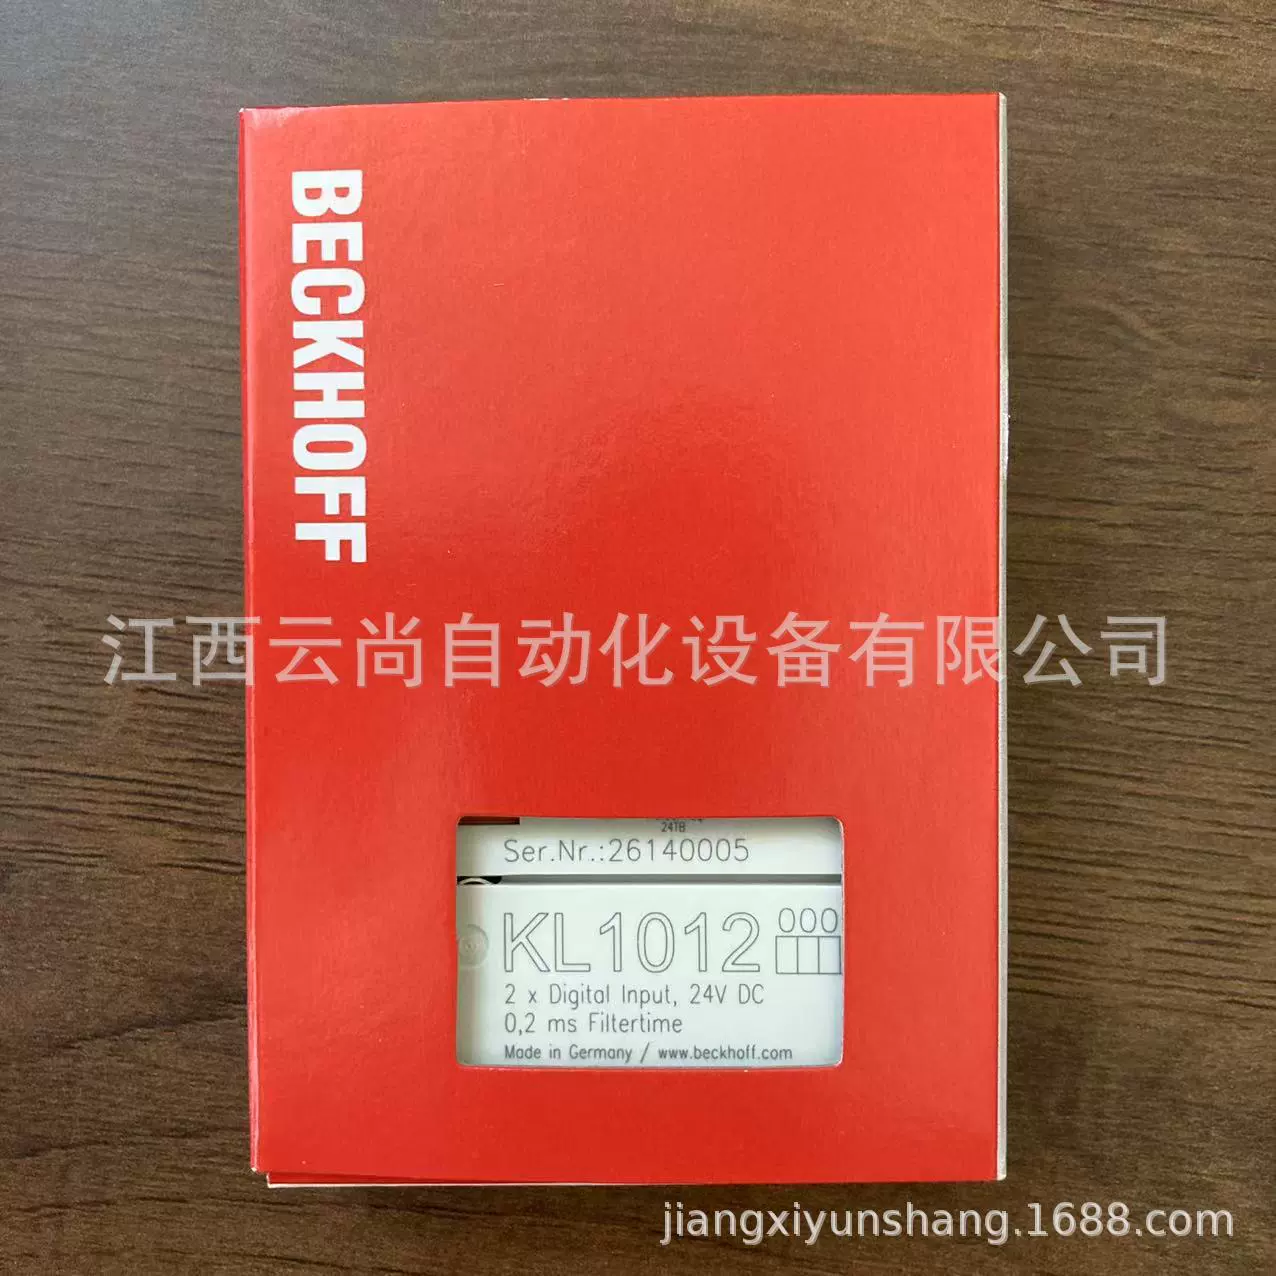 BECKHOFF
江西云尚自动化设备有限公司
24TB
Ser.Nr.:26140005
KL1012 000
2 x Digital Input, 24V DC
0,2 ms Filtertime
Made in Germany / www.beckhoff.com
jiangxiyunshang.1688.com